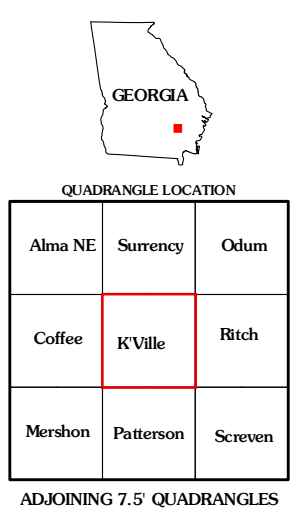 GEORGIA
QUADRANGLE LOCATION
Alma NE Surrency Odum
Coffee K'Ville Ritch
Mershon Patterson Screven
ADJOINING 7.5' QUADRANGLES